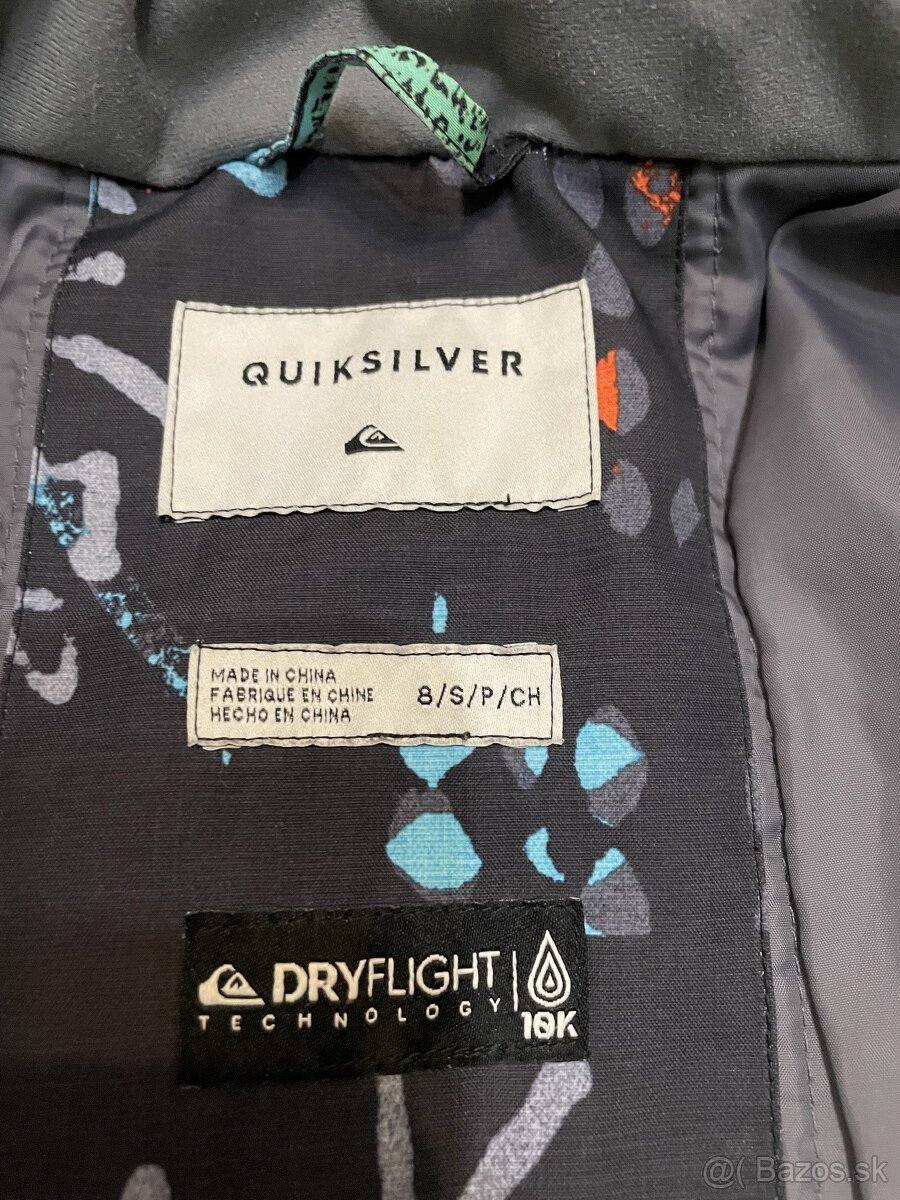 QUIKSILVER
MADE IN CHINA
FABRIQUE EN CHINE
HECHO EN CHINA
8/S/P/CH
DRYFLIGHT
TECHNOLOGY
10K
@( Bazos.sk